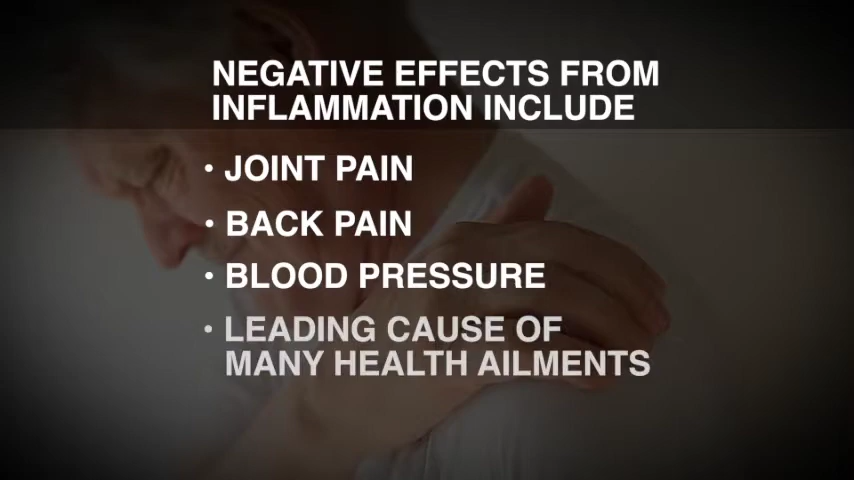 NEGATIVE EFFECTS FROM
INFLAMMATION INCLUDE
• JOINT PAIN
• BACK PAIN
• BLOOD PRESSURE
• LEADING CAUSE OF
MANY HEALTH AILMENTS